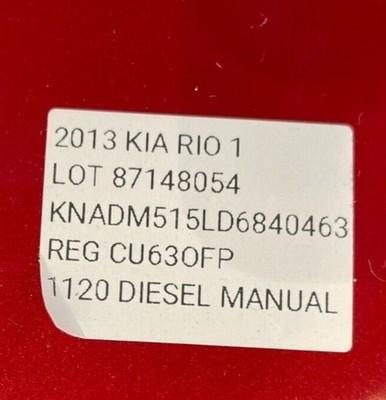 2013 KIA RIO 1
LOT 87148054
KNADM515LD6840463
REG CU63OFP
1120 DIESEL MANUAL